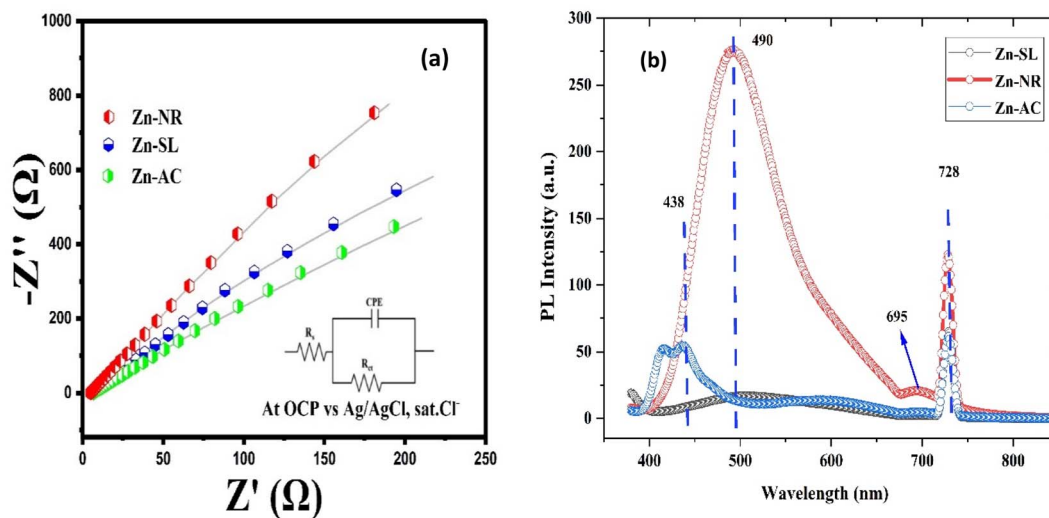 (a)
1000
800
600
400
200
0
-Z'' (Ω)
Zn-NR
Zn-SL
Zn-AC
CPE
Rs
Rct
At OCP vs Ag/AgCl, sat.Cl⁻
0 50 100 150 200 250
Z' (Ω)
(b)
300
250
200
150
100
50
0
PL Intensity (a.u.)
490
438
695
728
Zn-SL
Zn-NR
Zn-AC
400 500 600 700 800
Wavelength (nm)